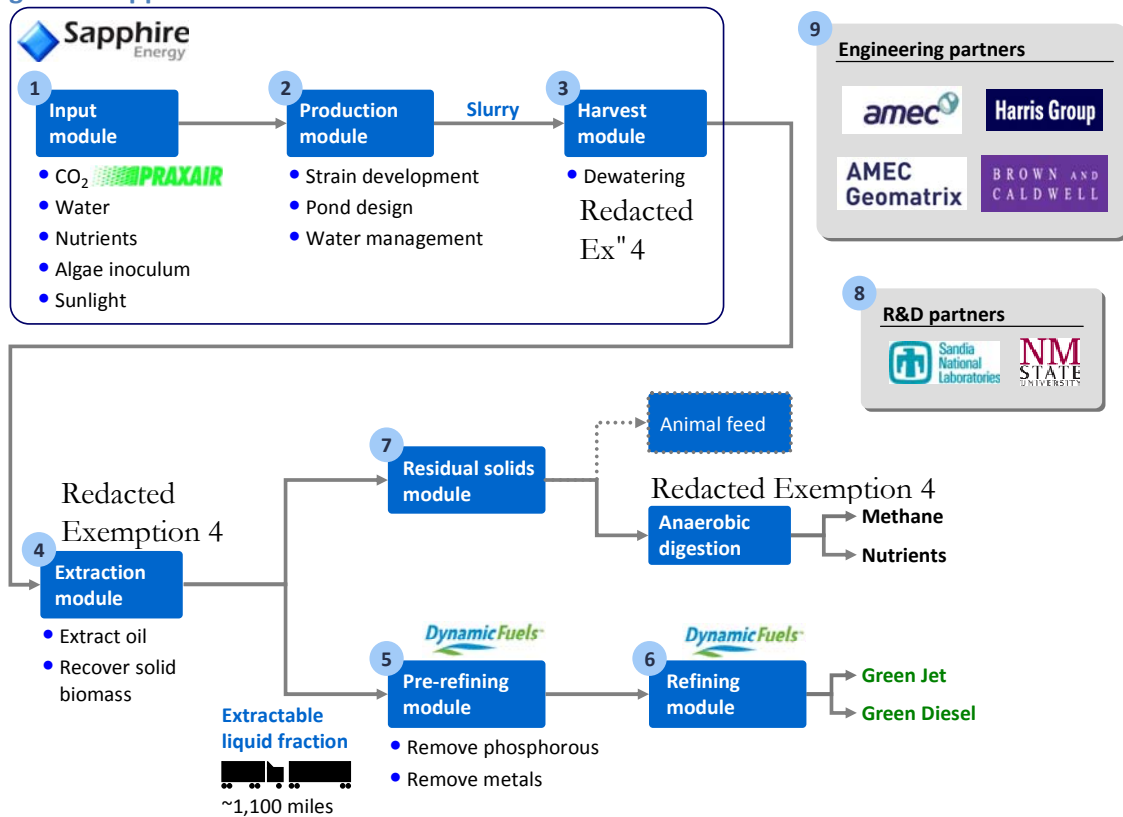 Sapphire
Energy
1
Input
module
2
Production
module
Slurry
3
Harvest
module
• CO2 PRAXAIR
• Water
• Nutrients
• Algae inoculum
• Sunlight
• Strain development
• Pond design
• Water management
• Dewatering
Redacted
Ex" 4
9
Engineering partners
amec
Harris Group
AMEC
Geomatrix
BROWN AND
CALDWELL
8
R&D partners
Sandia
National
Laboratories
NM
STATE
UNIVERSITY
Animal feed
7
Residual solids
module
Redacted Exemption 4
Anaerobic
digestion
Methane
Nutrients
Redacted
Exemption 4
4
Extraction
module
• Extract oil
• Recover solid
biomass
Extractable
liquid fraction
~1,100 miles
DynamicFuels
5
Pre-refining
module
• Remove phosphorous
• Remove metals
DynamicFuels
6
Refining
module
Green Jet
Green Diesel